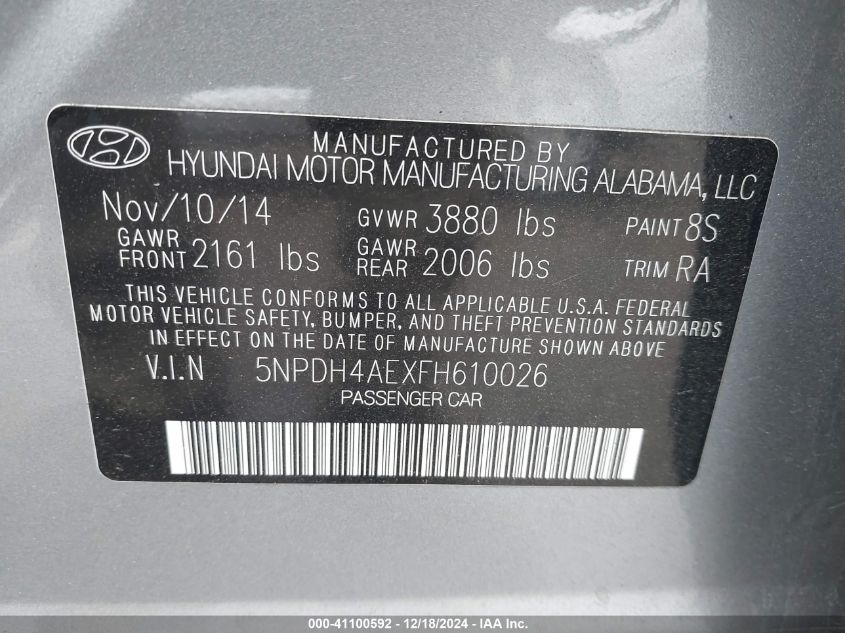 MANUFACTURED BY
HYUNDAI MOTOR MANUFACTURING ALABAMA, LLC
Nov/10/14 GVWR 3880 lbs PAINT 8S
GAWR FRONT 2161 lbs GAWR REAR 2006 lbs TRIM RA
THIS VEHICLE CONFORMS TO ALL APPLICABLE U.S.A. FEDERAL
MOTOR VEHICLE SAFETY, BUMPER, AND THEFT PREVENTION STANDARDS
IN EFFECT ON THE DATE OF MANUFACTURE SHOWN ABOVE
V.I.N 5NPDH4AEXFH610026
PASSENGER CAR
000-41100592 - 12/18/2024 - IAA Inc.